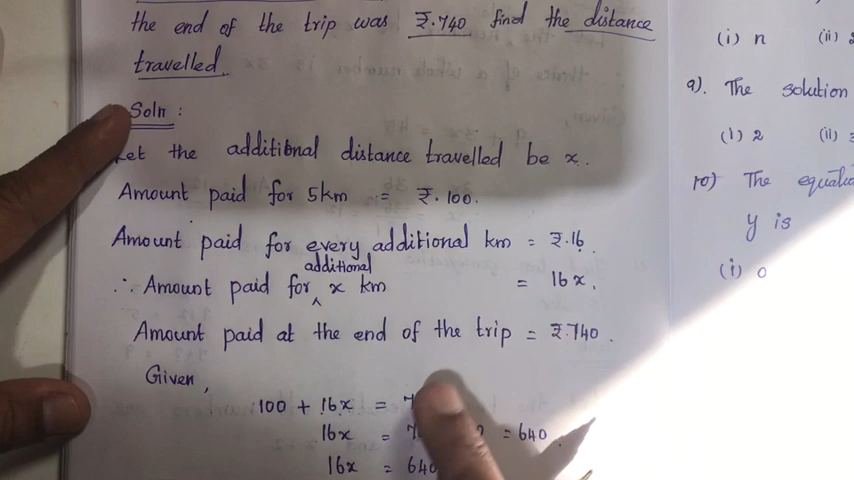 the end of the trip was ₹.740 find the distance
travelled.
Soln :
Let the additional distance travelled be x.
Amount paid for 5km = ₹.100.
Amount paid for every additional km = ₹.16.
additional
∴ Amount paid for ‸ x km = 16x.
Amount paid at the end of the trip = ₹.740.
Given,
100 + 16x =
16x = = 640.
16x = 640
(i) n (ii)
9). The solution
(i) 2 (ii)
10) The
y is
(i) 0